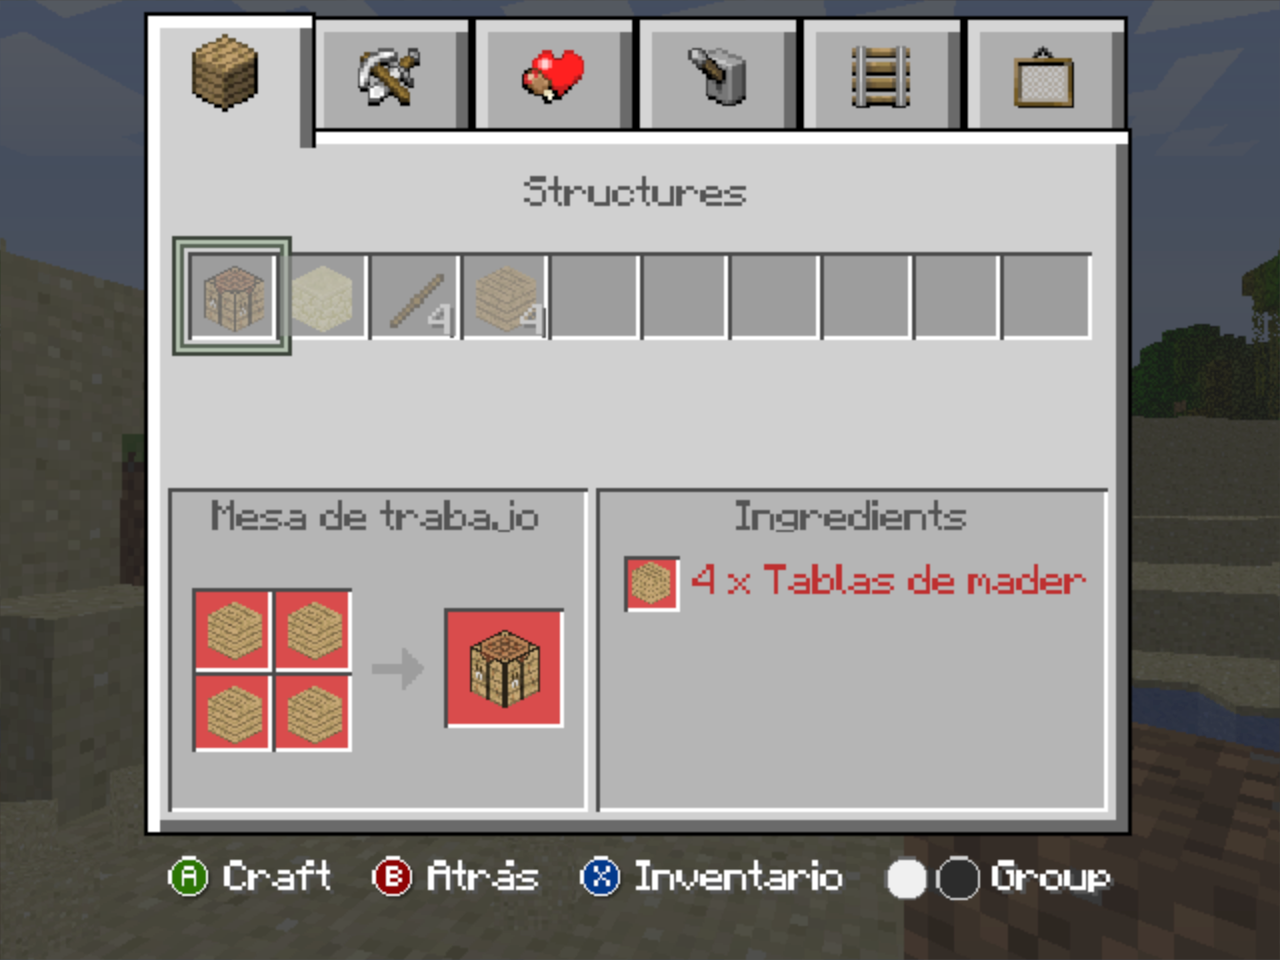 Structures
4
4
Mesa de trabajo
Ingredients
4 x Tablas de mader
A Craft
B Atrás
X Inventario
Group